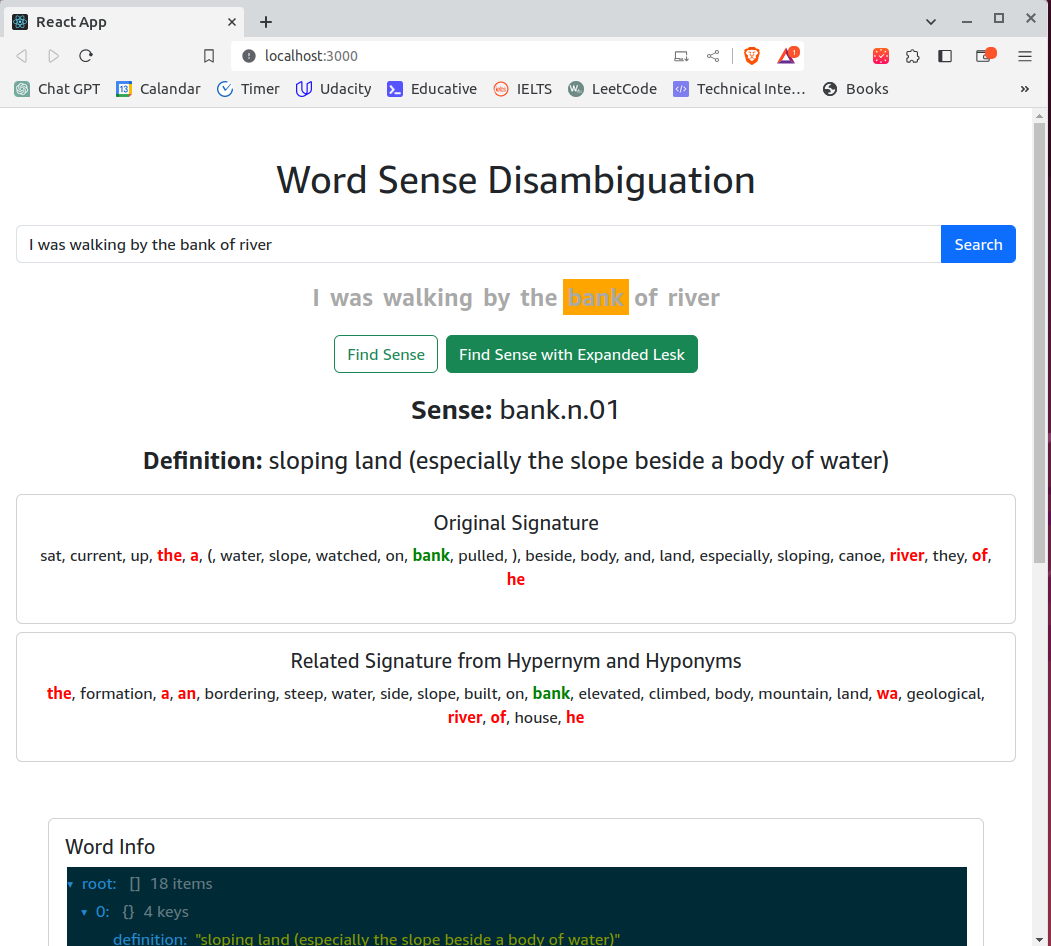 React App
localhost:3000
1
Chat GPT 13 Calandar Timer Udacity Educative IELTS LeetCode Technical Inte... Books »
Word Sense Disambiguation
I was walking by the bank of river Search
I was walking by the bank of river
Find Sense Find Sense with Expanded Lesk
Sense: bank.n.01
Definition: sloping land (especially the slope beside a body of water)
Original Signature
sat, current, up, the, a, (, water, slope, watched, on, bank, pulled, ), beside, body, and, land, especially, sloping, canoe, river, they, of,
he
Related Signature from Hypernym and Hyponyms
the, formation, a, an, bordering, steep, water, side, slope, built, on, bank, elevated, climbed, body, mountain, land, wa, geological,
river, of, house, he
Word Info
root: [] 18 items
0: {} 4 keys
definition: "sloping land (especially the slope beside a body of water)"